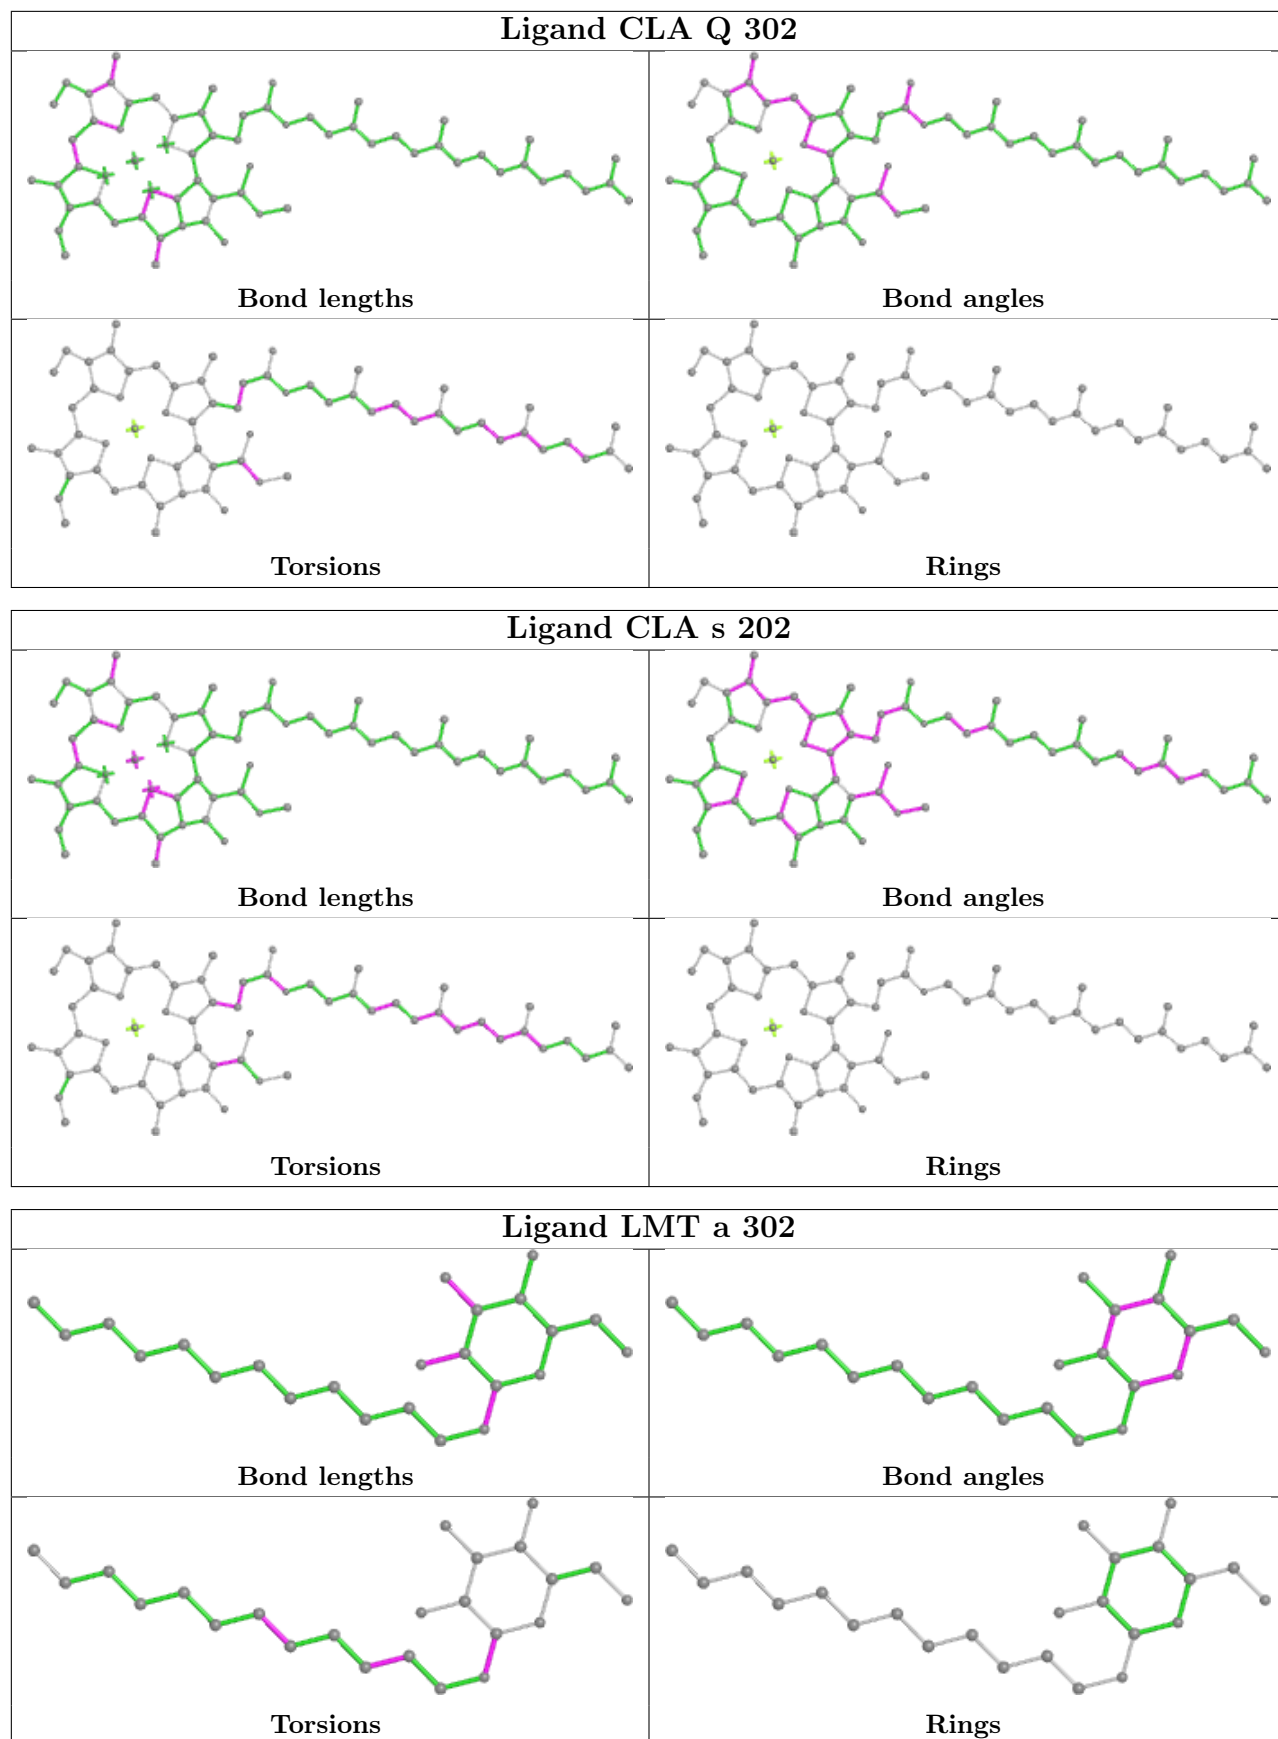 Ligand CLA Q 302
Bond lengths
Bond angles
Torsions
Rings
Ligand CLA s 202
Bond lengths
Bond angles
Torsions
Rings
Ligand LMT a 302
Bond lengths
Bond angles
Torsions
Rings